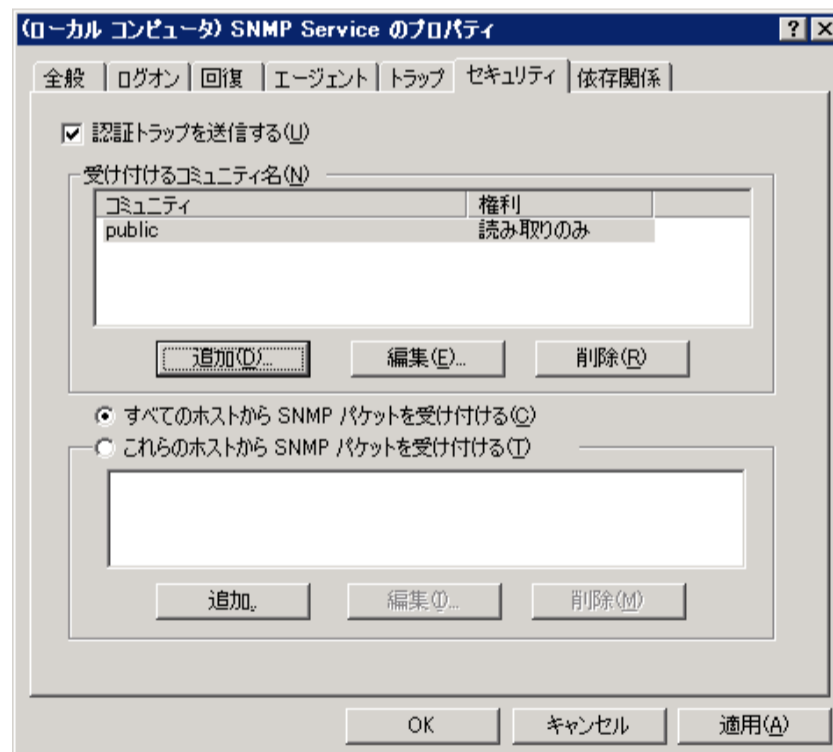 (ローカル コンピュータ) SNMP Service のプロパティ
全般 ログオン 回復 エージェント トラップ セキュリティ 依存関係
認証トラップを送信する(U)
受け付けるコミュニティ名(N)
コミュニティ 権利
public 読み取りのみ
追加(D)... 編集(E)... 削除(R)
すべてのホストから SNMP パケットを受け付ける(C)
これらのホストから SNMP パケットを受け付ける(T)
追加.. 編集(I)... 削除(M)
OK キャンセル 適用(A)